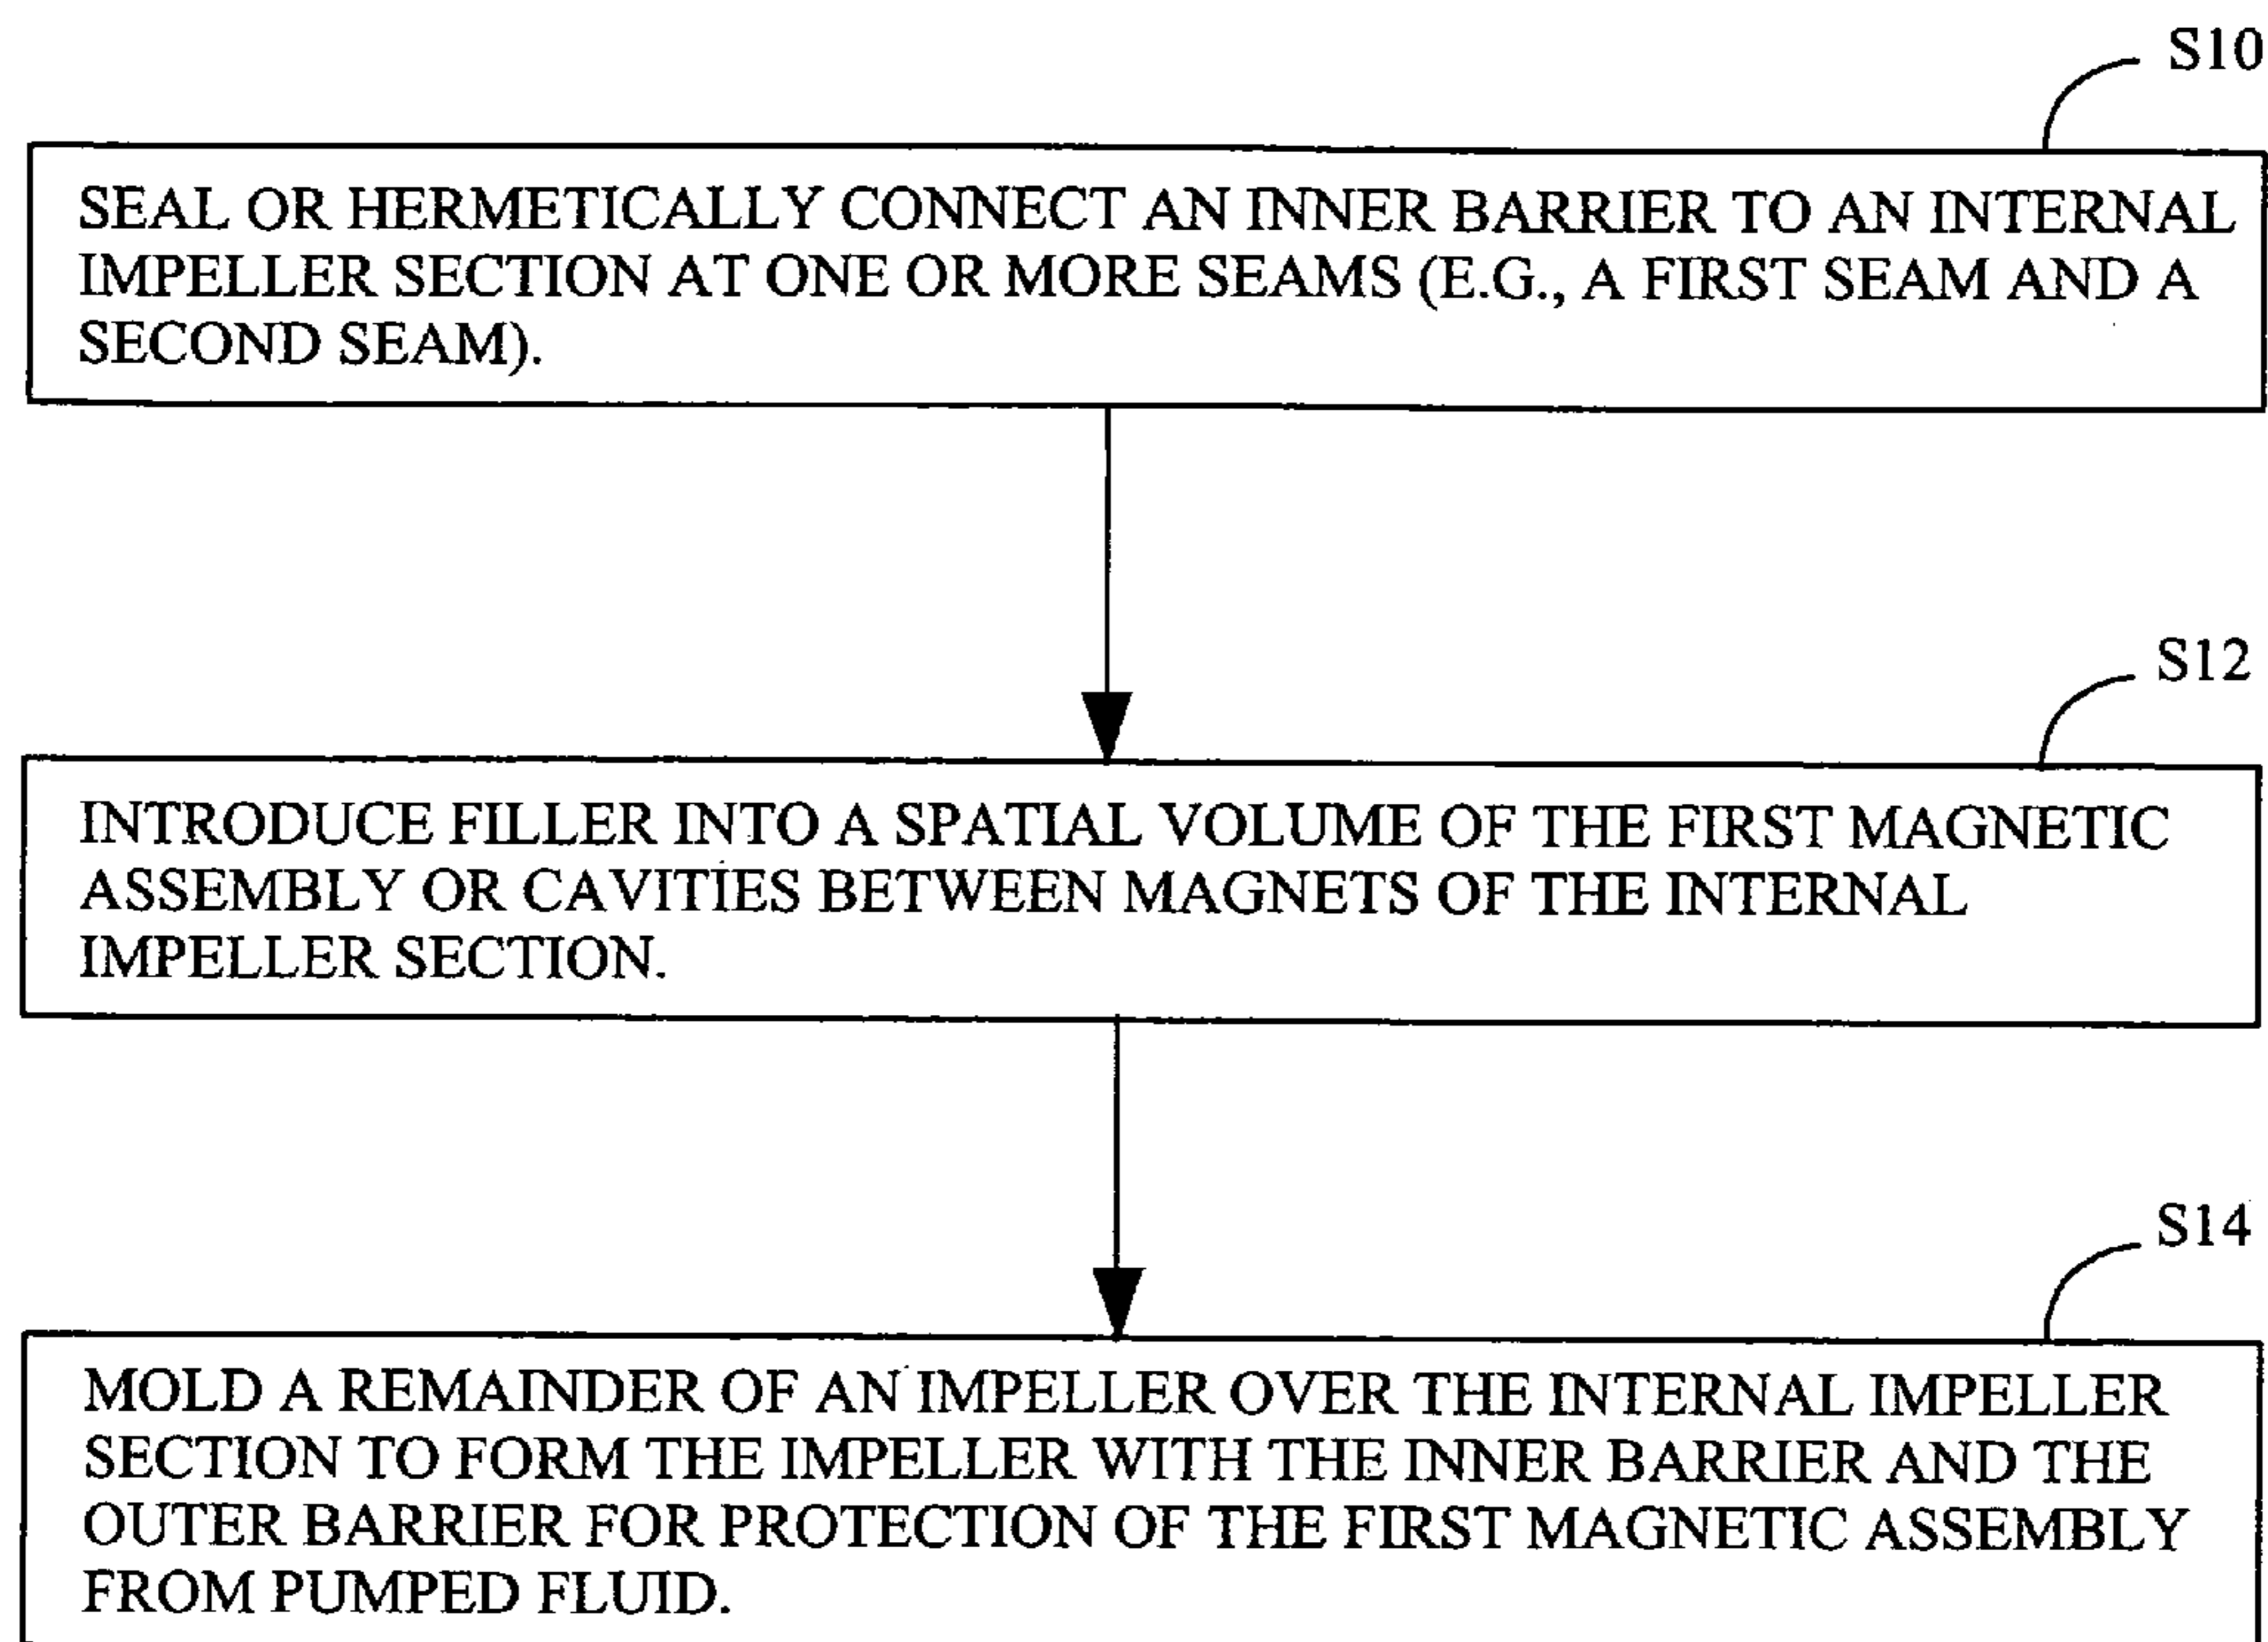 S10
SEAL OR HERMETICALLY CONNECT AN INNER BARRIER TO AN INTERNAL
IMPELLER SECTION AT ONE OR MORE SEAMS (E.G., A FIRST SEAM AND A
SECOND SEAM).
S12
INTRODUCE FILLER INTO A SPATIAL VOLUME OF THE FIRST MAGNETIC
ASSEMBLY OR CAVITIES BETWEEN MAGNETS OF THE INTERNAL
IMPELLER SECTION.
S14
MOLD A REMAINDER OF AN IMPELLER OVER THE INTERNAL IMPELLER
SECTION TO FORM THE IMPELLER WITH THE INNER BARRIER AND THE
OUTER BARRIER FOR PROTECTION OF THE FIRST MAGNETIC ASSEMBLY
FROM PUMPED FLUID.